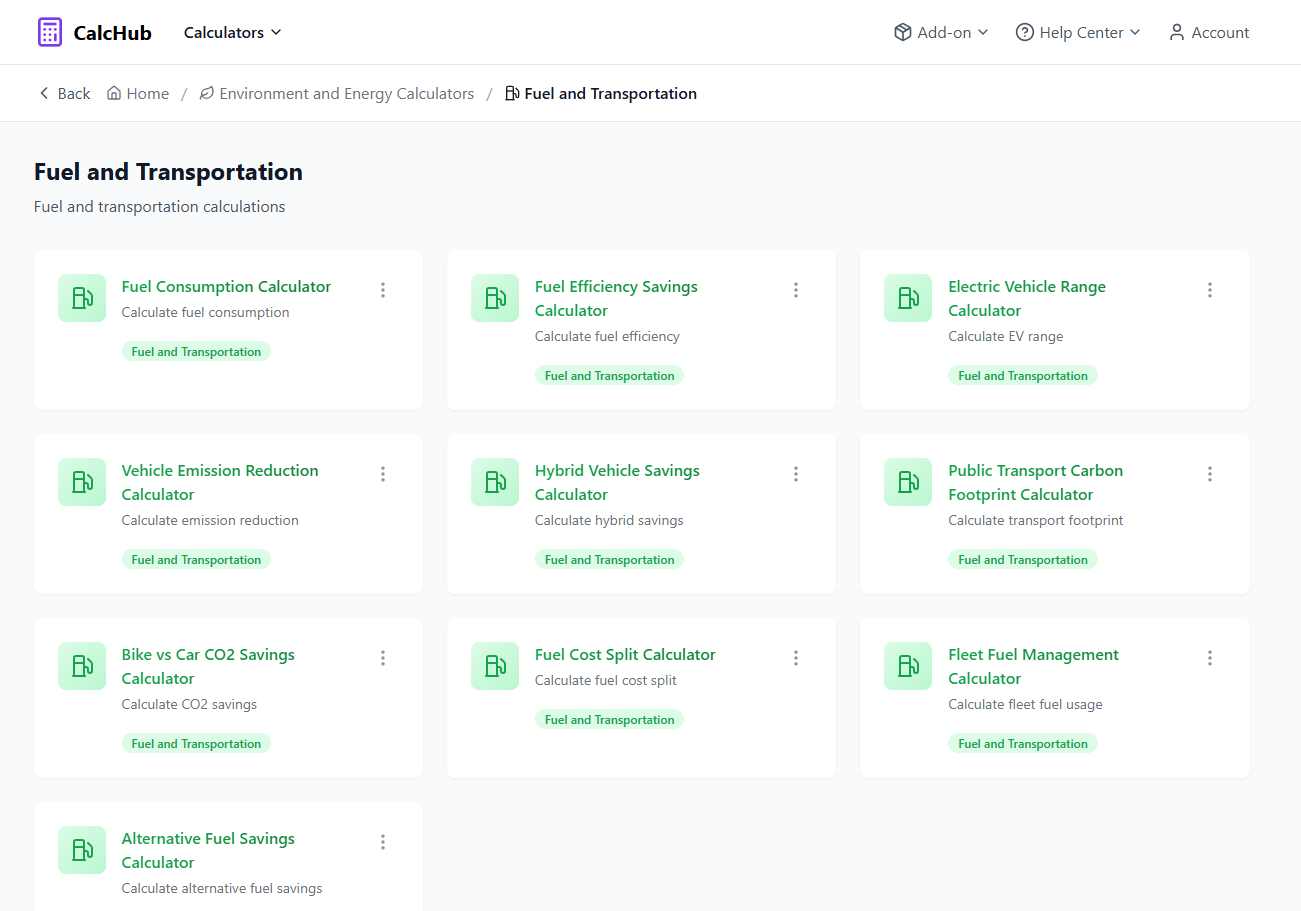 CalcHub Calculators Add-on Help Center Account
Back Home / Environment and Energy Calculators / Fuel and Transportation
Fuel and Transportation
Fuel and transportation calculations
Fuel Consumption Calculator
Calculate fuel consumption
Fuel and Transportation
Fuel Efficiency Savings
Calculator
Calculate fuel efficiency
Fuel and Transportation
Electric Vehicle Range
Calculator
Calculate EV range
Fuel and Transportation
Vehicle Emission Reduction
Calculator
Calculate emission reduction
Fuel and Transportation
Hybrid Vehicle Savings
Calculator
Calculate hybrid savings
Fuel and Transportation
Public Transport Carbon
Footprint Calculator
Calculate transport footprint
Fuel and Transportation
Bike vs Car CO2 Savings
Calculator
Calculate CO2 savings
Fuel and Transportation
Fuel Cost Split Calculator
Calculate fuel cost split
Fuel and Transportation
Fleet Fuel Management
Calculator
Calculate fleet fuel usage
Fuel and Transportation
Alternative Fuel Savings
Calculator
Calculate alternative fuel savings